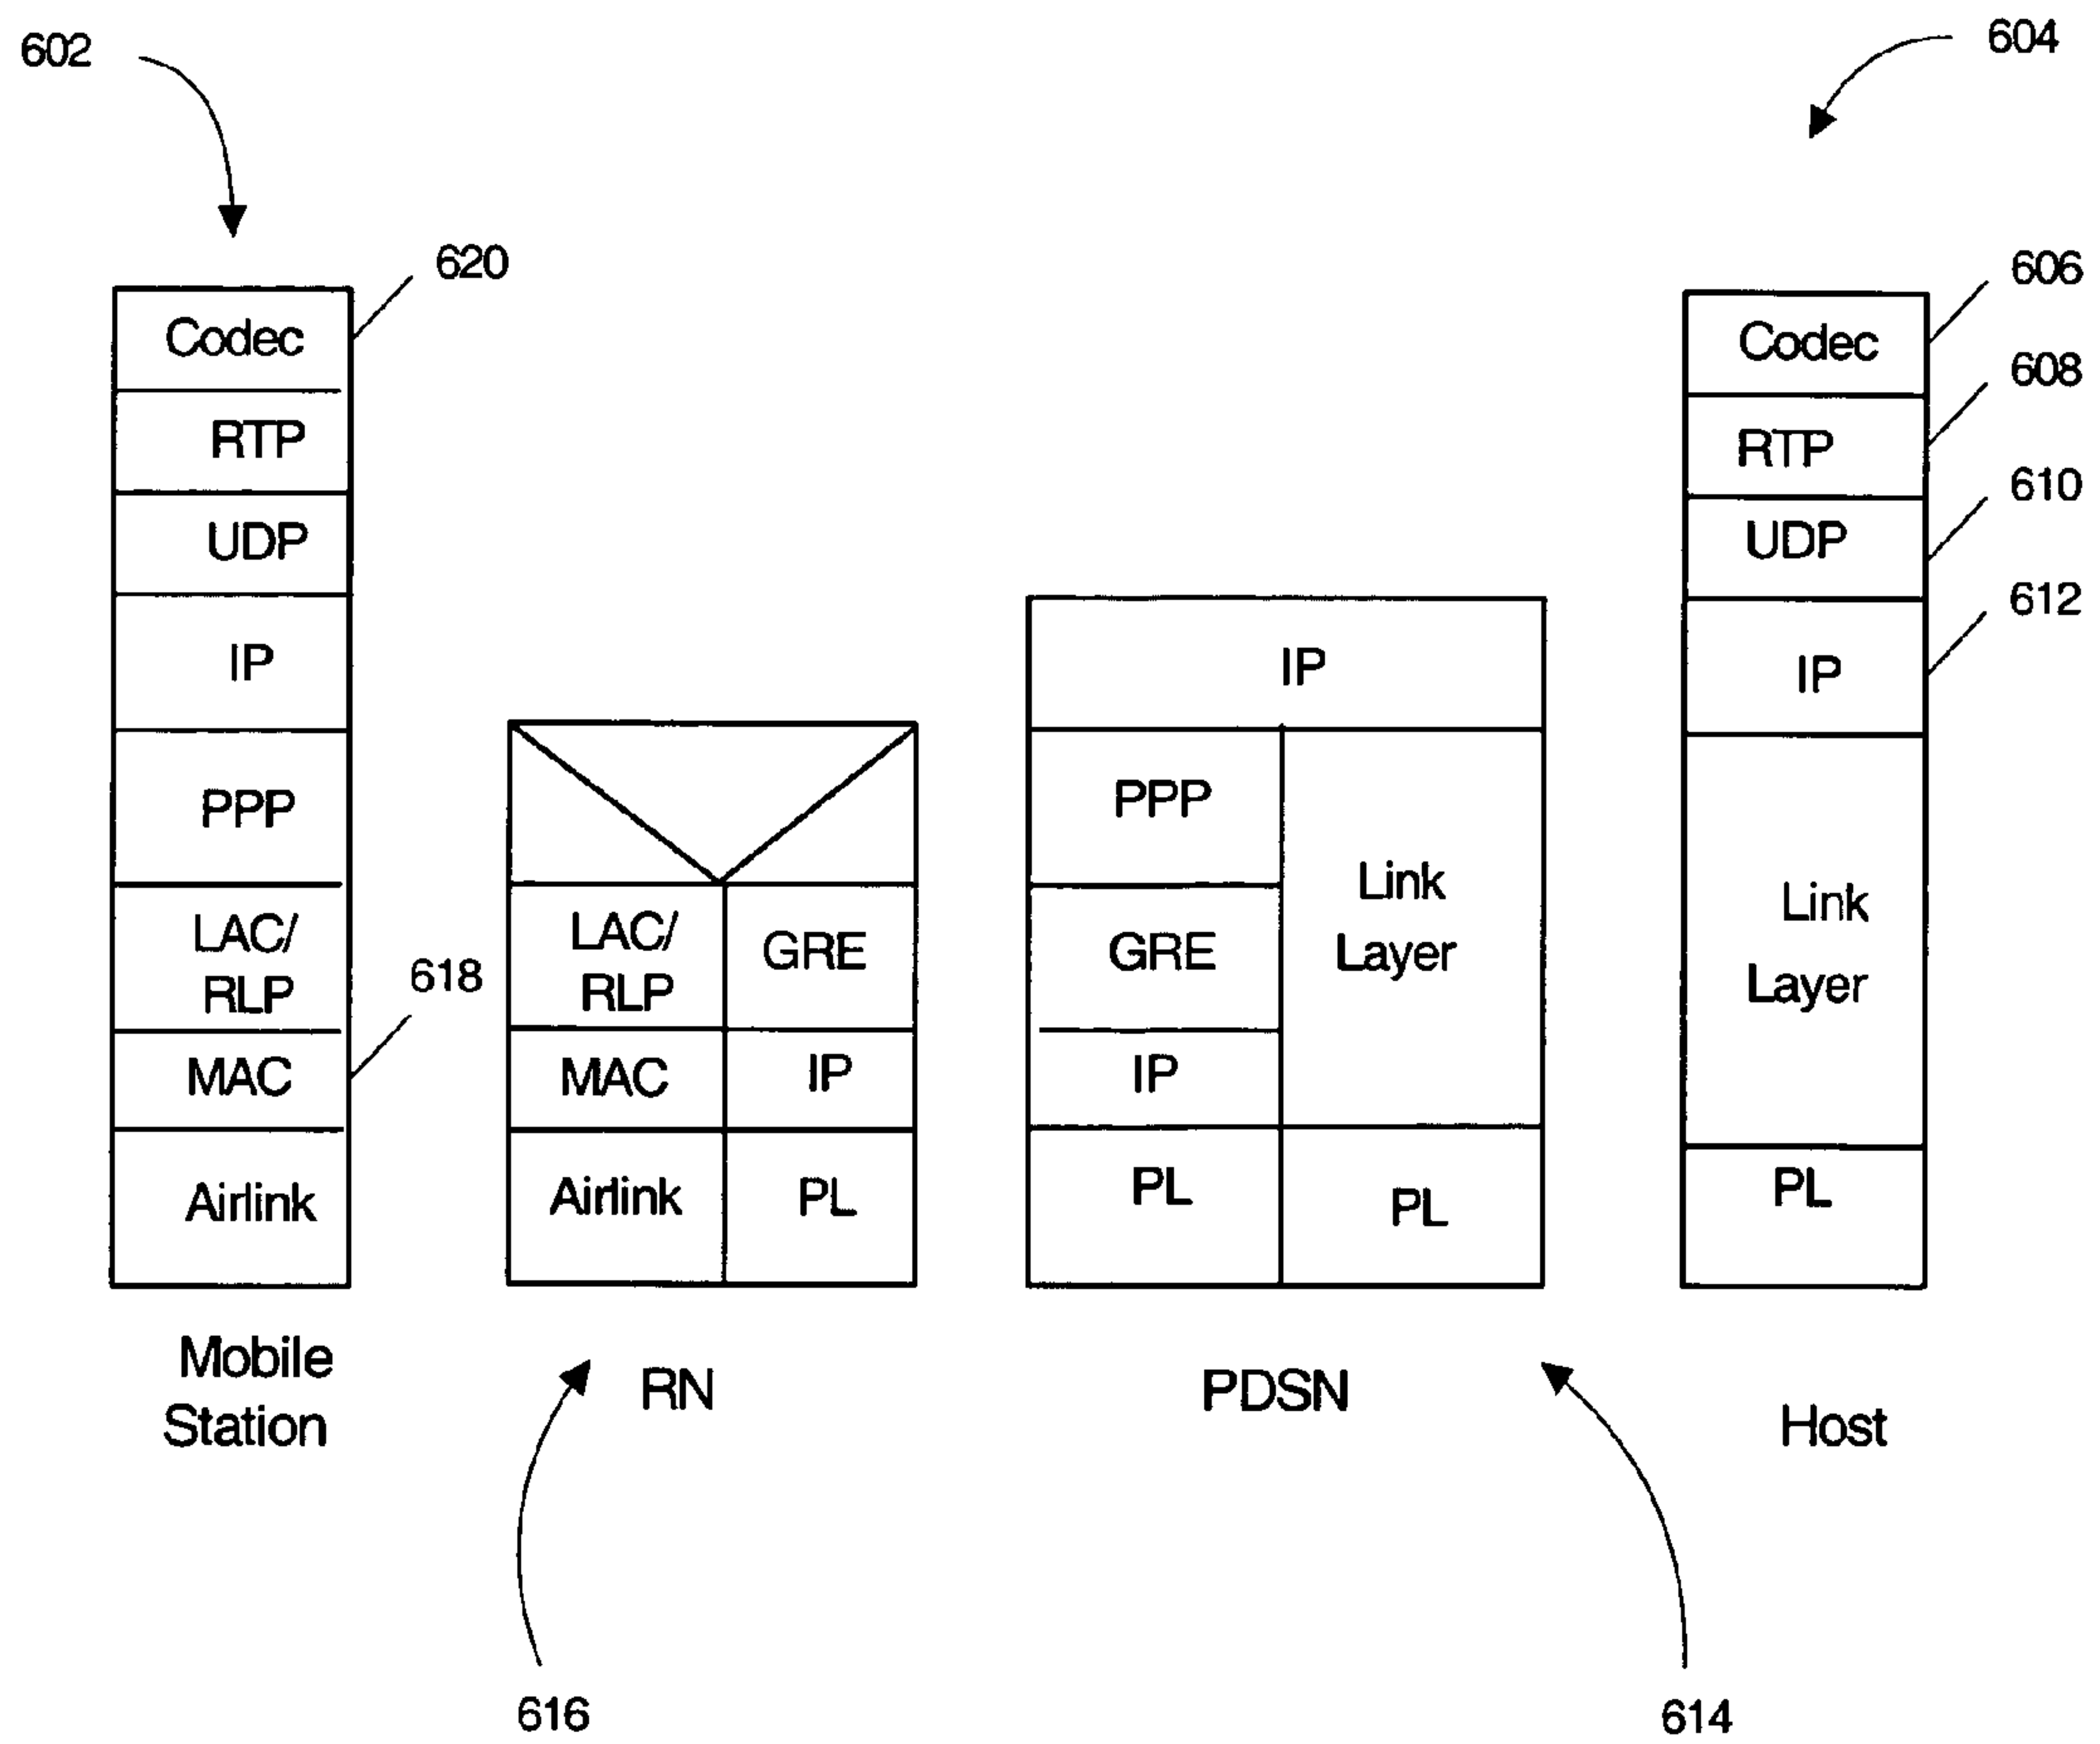 602
604
620
Codec
RTP
UDP
IP
PPP
LAC/
RLP
618
MAC
Airlink
Mobile
Station
LAC/
RLP
GRE
MAC
IP
Airlink
PL
RN
616
IP
PPP
GRE
IP
PL
Link
Layer
PL
PDSN
614
606
Codec
608
RTP
610
UDP
612
IP
Link
Layer
PL
Host